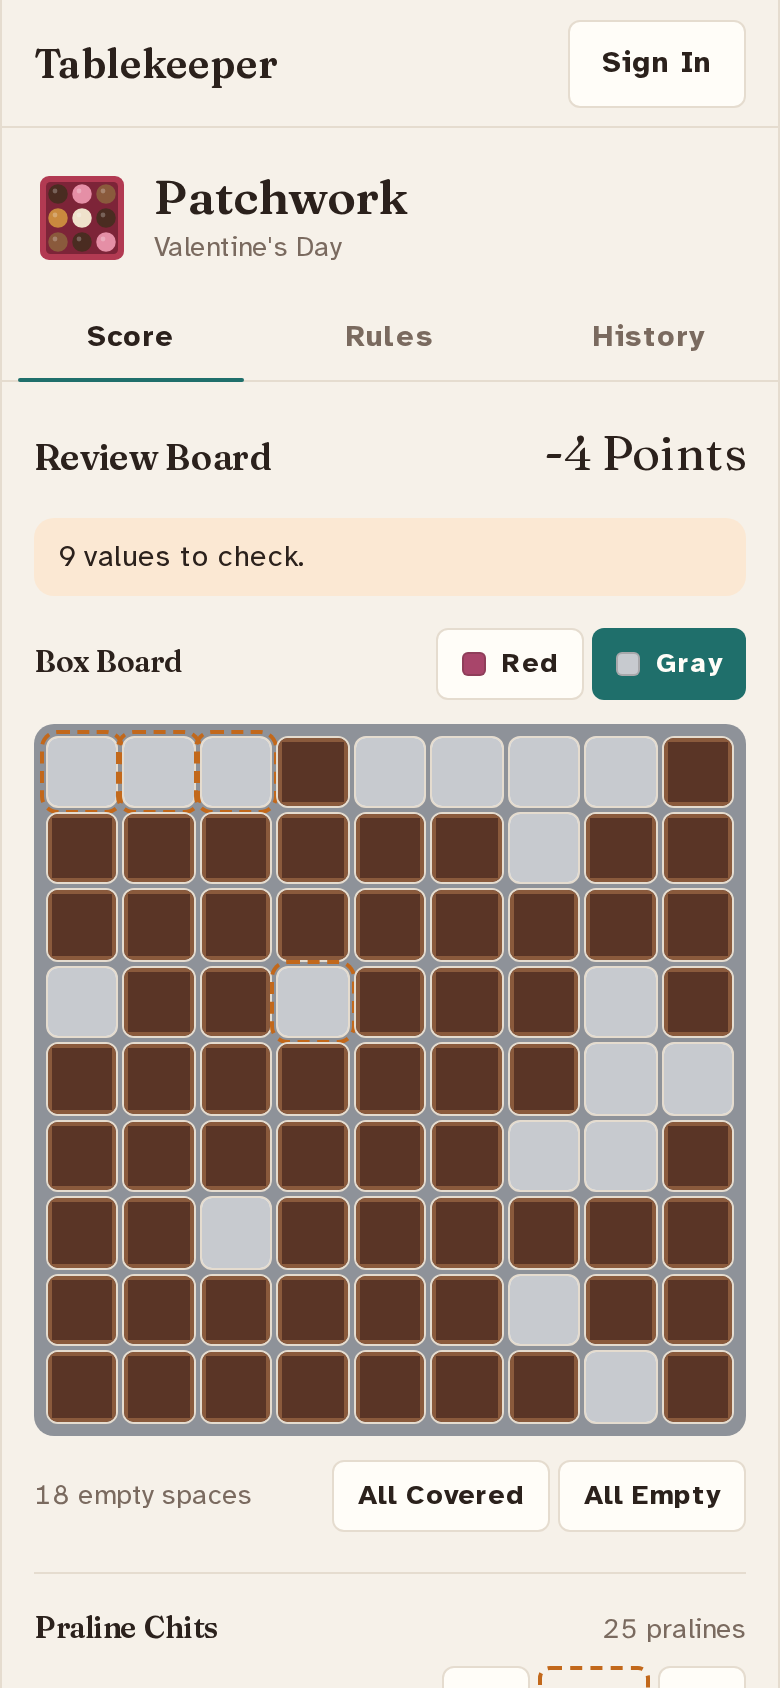 Tablekeeper
Sign In
Patchwork
Valentine's Day
Score
Rules
History
Review Board
-4 Points
9 values to check.
Box Board
Red
Gray
18 empty spaces
All Covered
All Empty
Praline Chits
25 pralines